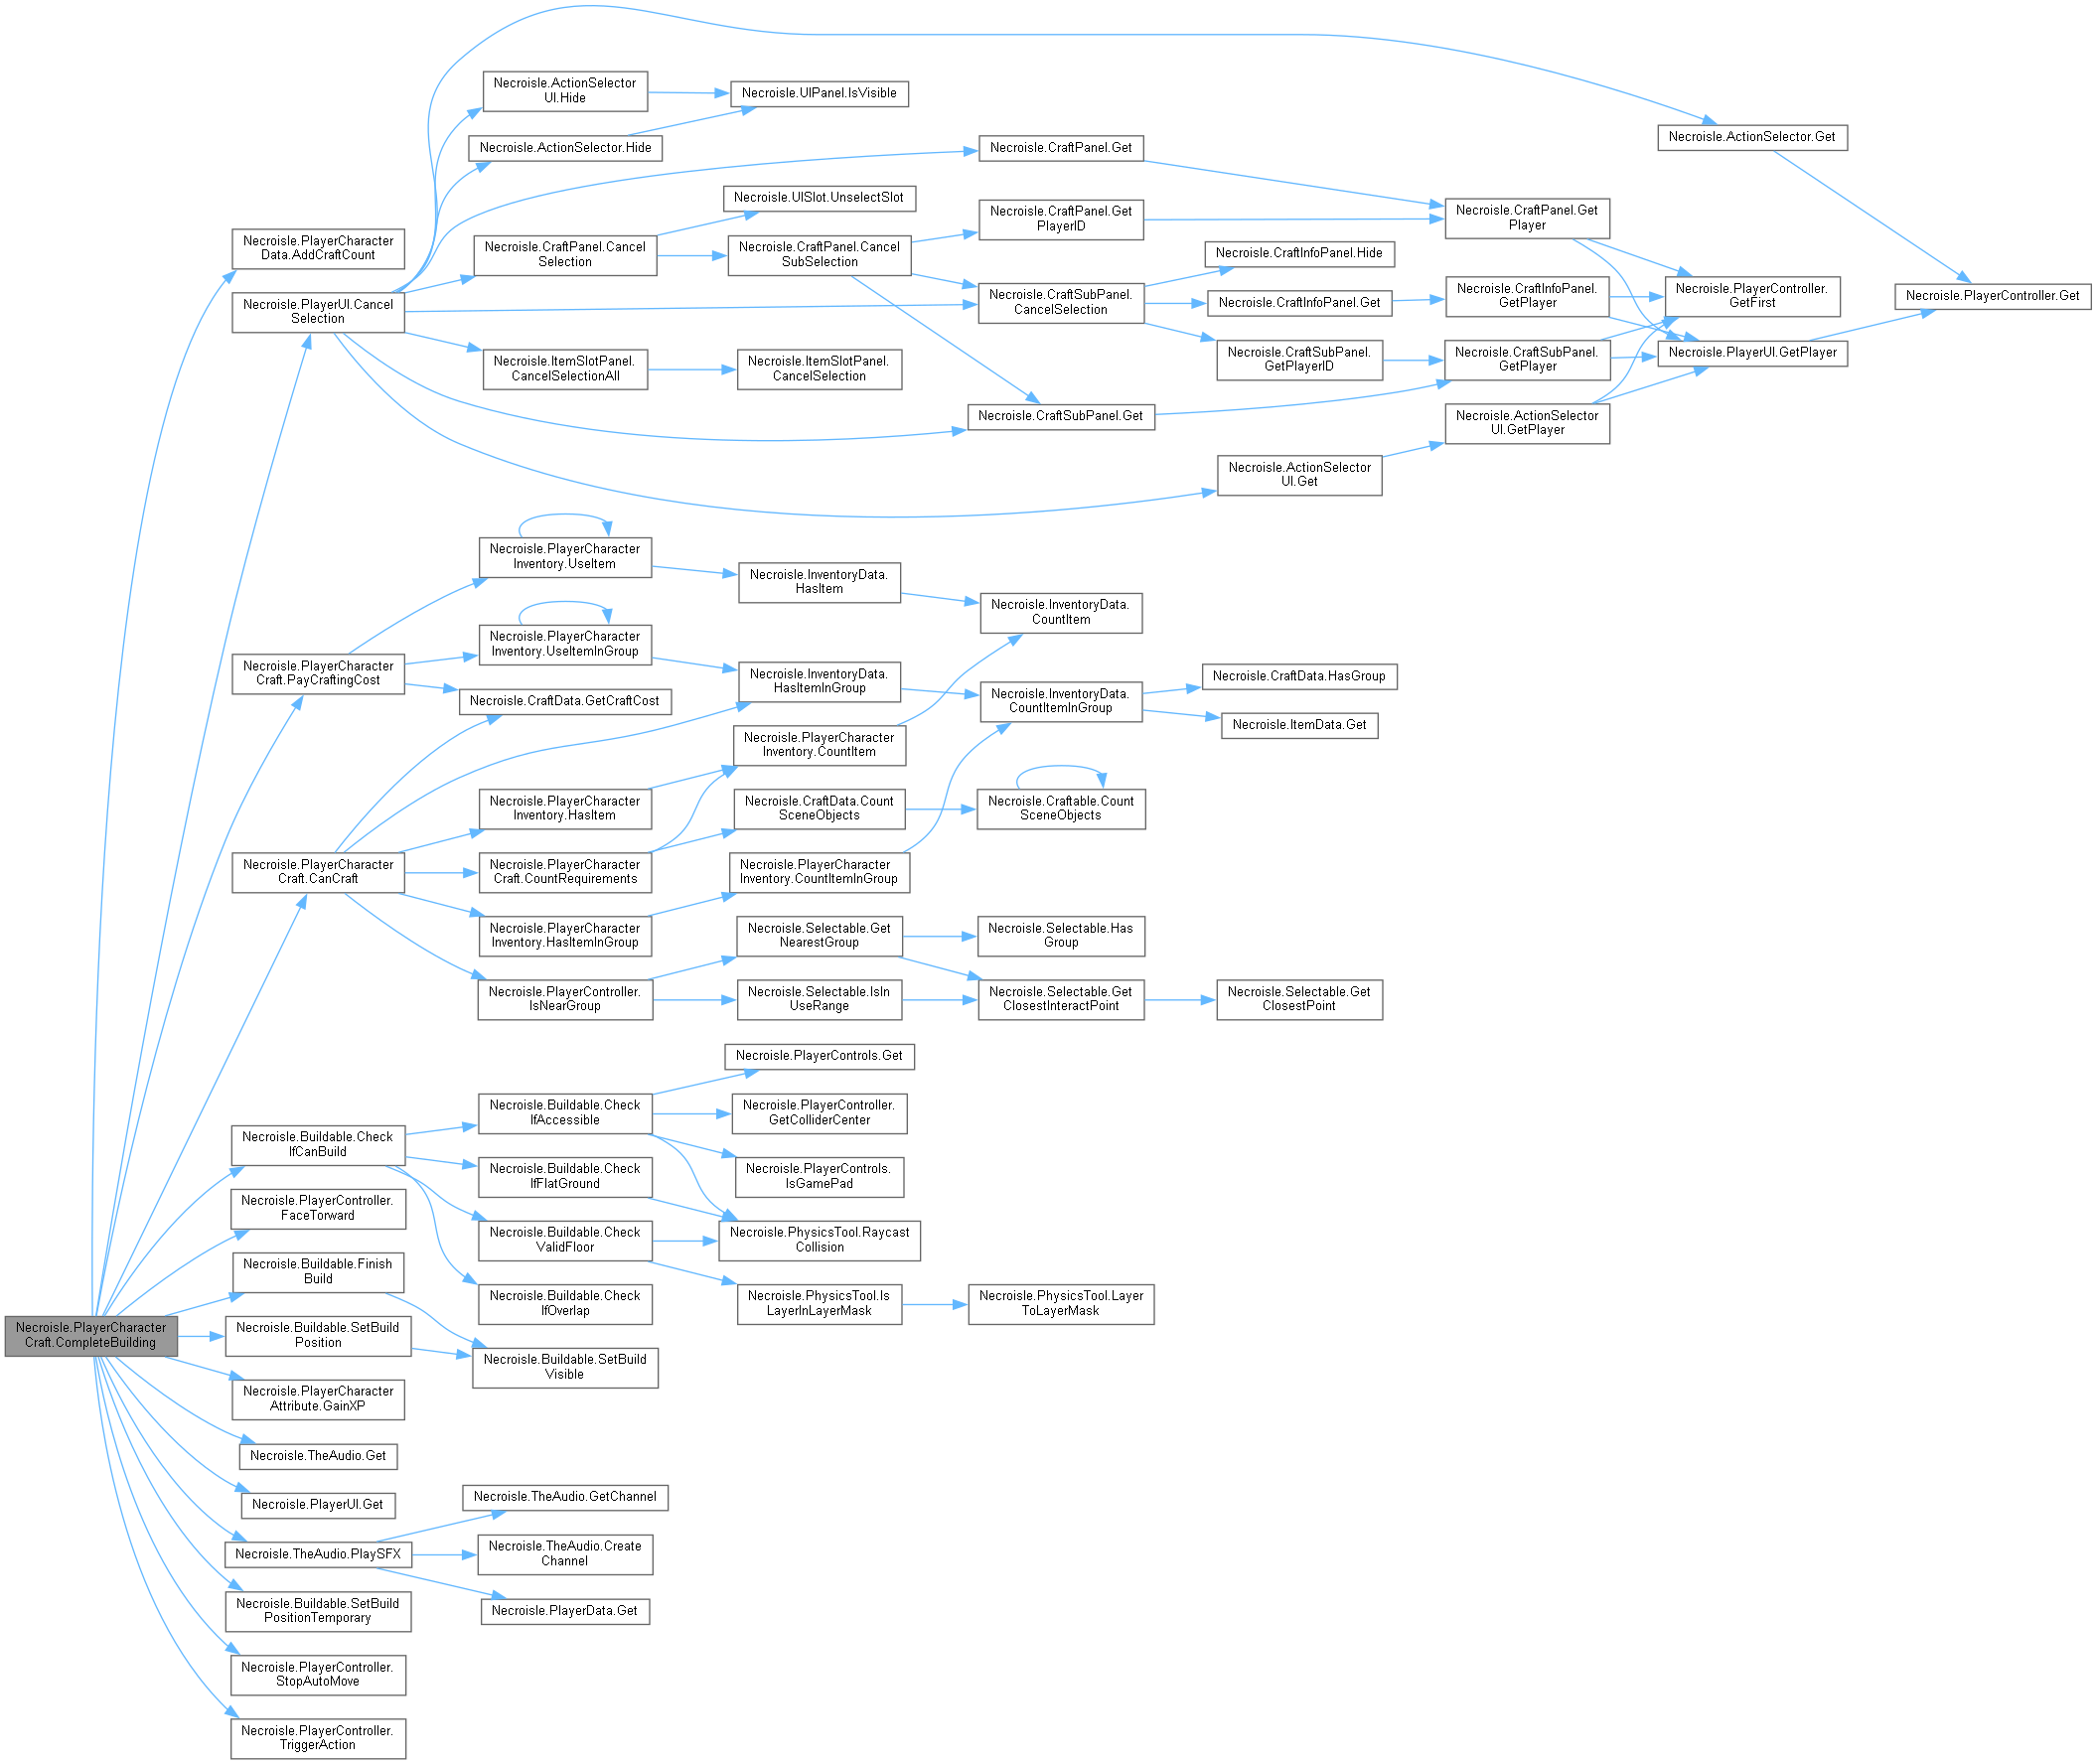 Necroisle.PlayerCharacter
Craft.CompleteBuilding
Necroisle.PlayerCharacter
Data.AddCraftCount
Necroisle.PlayerUI.Cancel
Selection
Necroisle.PlayerCharacter
Craft.PayCraftingCost
Necroisle.PlayerCharacter
Craft.CanCraft
Necroisle.Buildable.Check
IfCanBuild
Necroisle.PlayerController.
FaceTorward
Necroisle.Buildable.Finish
Build
Necroisle.Buildable.SetBuild
Position
Necroisle.PlayerCharacter
Attribute.GainXP
Necroisle.TheAudio.Get
Necroisle.PlayerUI.Get
Necroisle.TheAudio.PlaySFX
Necroisle.Buildable.SetBuild
PositionTemporary
Necroisle.PlayerController.
StopAutoMove
Necroisle.PlayerController.
TriggerAction
Necroisle.ActionSelector
UI.Hide
Necroisle.ActionSelector.Hide
Necroisle.CraftPanel.Cancel
Selection
Necroisle.ItemSlotPanel.
CancelSelectionAll
Necroisle.PlayerCharacter
Inventory.UseItem
Necroisle.PlayerCharacter
Inventory.UseItemInGroup
Necroisle.CraftData.GetCraftCost
Necroisle.PlayerCharacter
Inventory.HasItem
Necroisle.PlayerCharacter
Craft.CountRequirements
Necroisle.PlayerCharacter
Inventory.HasItemInGroup
Necroisle.PlayerController.
IsNearGroup
Necroisle.Buildable.Check
IfAccessible
Necroisle.Buildable.Check
IfFlatGround
Necroisle.Buildable.Check
ValidFloor
Necroisle.Buildable.Check
IfOverlap
Necroisle.Buildable.SetBuild
Visible
Necroisle.TheAudio.GetChannel
Necroisle.TheAudio.Create
Channel
Necroisle.PlayerData.Get
Necroisle.UIPanel.IsVisible
Necroisle.UISlot.UnselectSlot
Necroisle.CraftPanel.Cancel
SubSelection
Necroisle.ItemSlotPanel.
CancelSelection
Necroisle.InventoryData.
HasItem
Necroisle.InventoryData.
HasItemInGroup
Necroisle.PlayerCharacter
Inventory.CountItem
Necroisle.CraftData.Count
SceneObjects
Necroisle.PlayerCharacter
Inventory.CountItemInGroup
Necroisle.Selectable.Get
NearestGroup
Necroisle.Selectable.IsIn
UseRange
Necroisle.PlayerControls.Get
Necroisle.PlayerController.
GetColliderCenter
Necroisle.PlayerControls.
IsGamePad
Necroisle.PhysicsTool.Raycast
Collision
Necroisle.PhysicsTool.Is
LayerInLayerMask
Necroisle.CraftPanel.Get
Necroisle.CraftPanel.Get
PlayerID
Necroisle.CraftSubPanel.
CancelSelection
Necroisle.CraftSubPanel.Get
Necroisle.InventoryData.
CountItem
Necroisle.InventoryData.
CountItemInGroup
Necroisle.Craftable.Count
SceneObjects
Necroisle.Selectable.Has
Group
Necroisle.Selectable.Get
ClosestInteractPoint
Necroisle.PhysicsTool.Layer
ToLayerMask
Necroisle.CraftInfoPanel.Hide
Necroisle.CraftInfoPanel.Get
Necroisle.CraftSubPanel.
GetPlayerID
Necroisle.ActionSelector
UI.Get
Necroisle.CraftData.HasGroup
Necroisle.ItemData.Get
Necroisle.Selectable.Get
ClosestPoint
Necroisle.CraftPanel.Get
Player
Necroisle.CraftInfoPanel.
GetPlayer
Necroisle.CraftSubPanel.
GetPlayer
Necroisle.ActionSelector
UI.GetPlayer
Necroisle.ActionSelector.Get
Necroisle.PlayerController.
GetFirst
Necroisle.PlayerUI.GetPlayer
Necroisle.PlayerController.Get